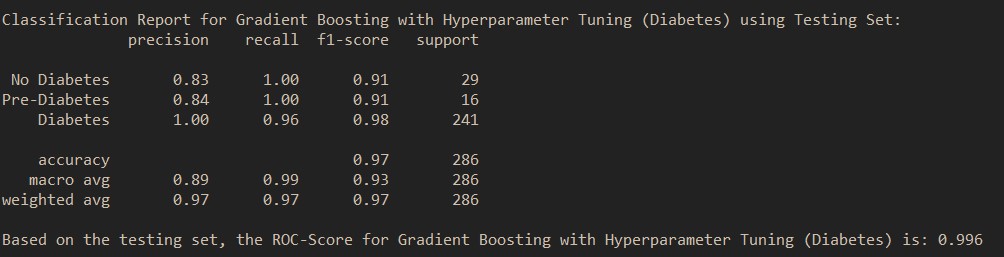 Classification Report for Gradient Boosting with Hyperparameter Tuning (Diabetes) using Testing Set:
precision recall f1-score support
No Diabetes 0.83 1.00 0.91 29
Pre-Diabetes 0.84 1.00 0.91 16
Diabetes 1.00 0.96 0.98 241
accuracy 0.97 286
macro avg 0.89 0.99 0.93 286
weighted avg 0.97 0.97 0.97 286
Based on the testing set, the ROC-Score for Gradient Boosting with Hyperparameter Tuning (Diabetes) is: 0.996